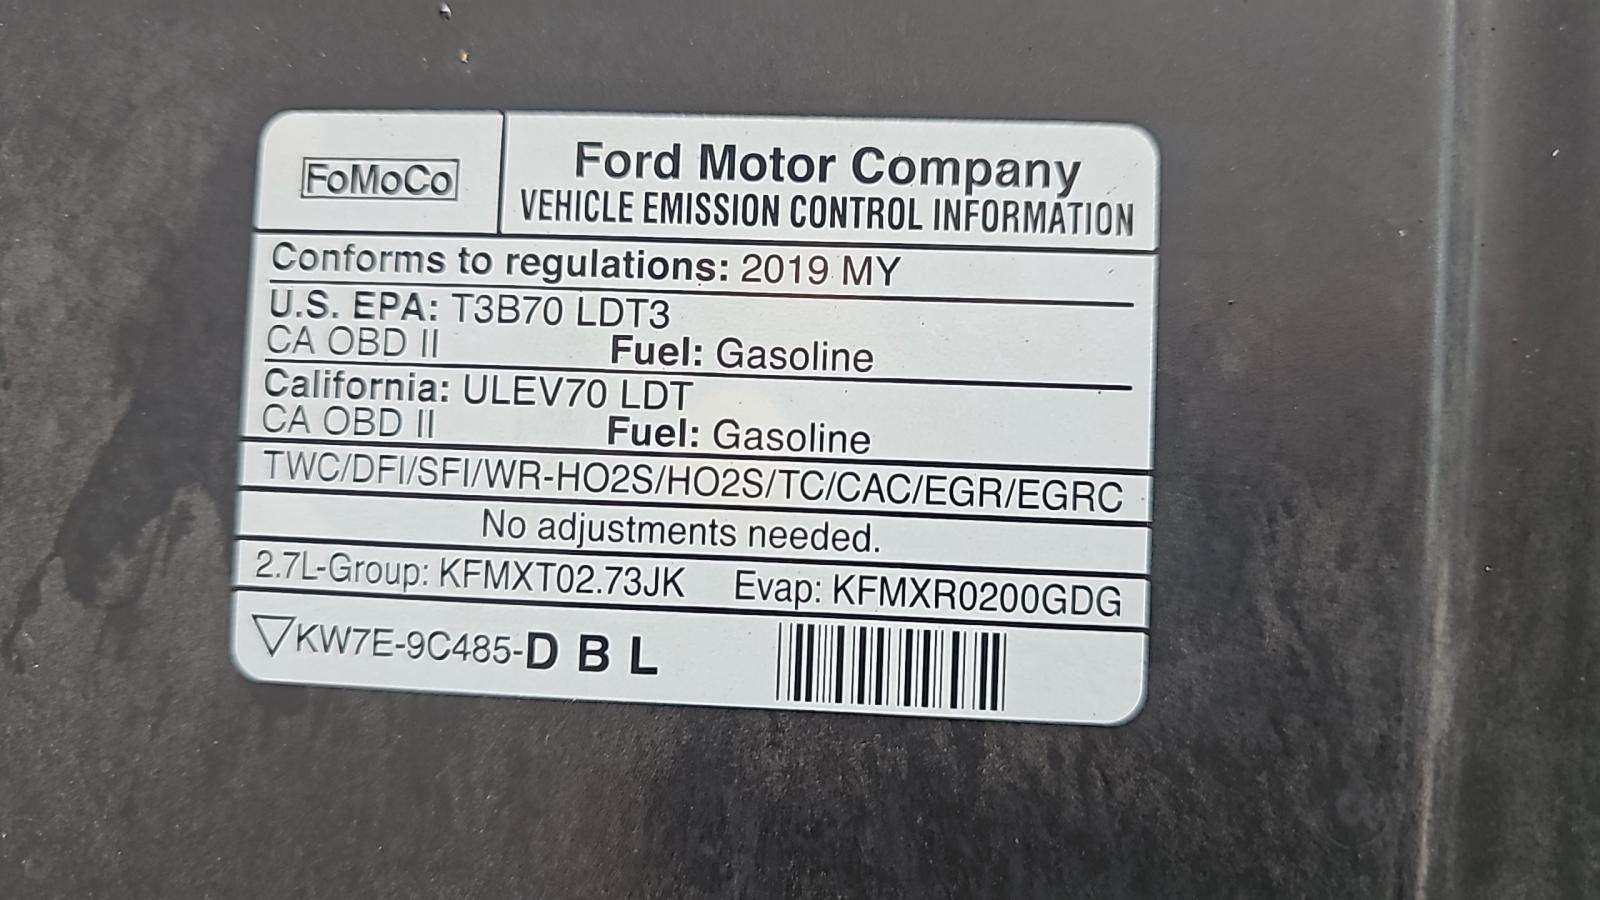 FoMoCo
Ford Motor Company
VEHICLE EMISSION CONTROL INFORMATION
Conforms to regulations: 2019 MY
U.S. EPA: T3B70 LDT3
CA OBD II Fuel: Gasoline
California: ULEV70 LDT
CA OBD II Fuel: Gasoline
TWC/DFI/SFI/WR-HO2S/HO2S/TC/CAC/EGR/EGRC
No adjustments needed.
2.7L-Group: KFMXT02.73JK Evap: KFMXR0200GDG
KW7E-9C485-D B L